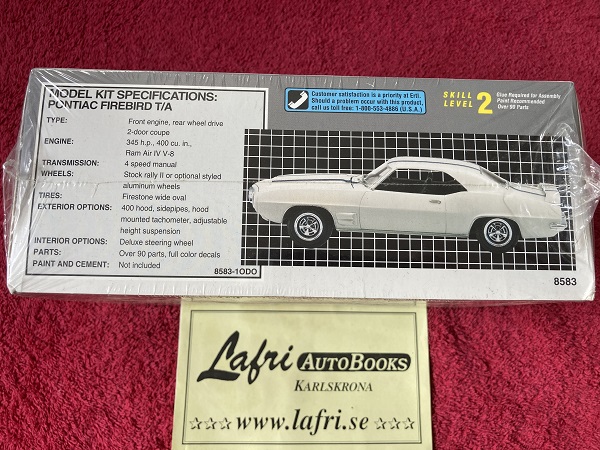 MODEL KIT SPECIFICATIONS:
PONTIAC FIREBIRD T/A
TYPE: Front engine, rear wheel drive
2-door coupe
ENGINE: 345 h.p., 400 cu. in.,
Ram Air IV V-8
TRANSMISSION: 4 speed manual
WHEELS: Stock rally II or optional styled
aluminum wheels
TIRES: Firestone wide oval
EXTERIOR OPTIONS: 400 hood, sidepipes, hood
mounted tachometer, adjustable
height suspension
INTERIOR OPTIONS: Deluxe steering wheel
PARTS: Over 90 parts, full color decals
PAINT AND CEMENT: Not included
8583-1ODO
Customer satisfaction is a priority at Ertl.
Should a problem occur with this product,
call us toll free: 1-800-553-4886 (U.S.A.)
SKILL
LEVEL 2
Glue Required for Assembly
Paint Recommended
Over 90 Parts
8583
Lafri AUTOBOOKS
KARLSKRONA
☆☆☆ www.lafri.se ☆☆☆